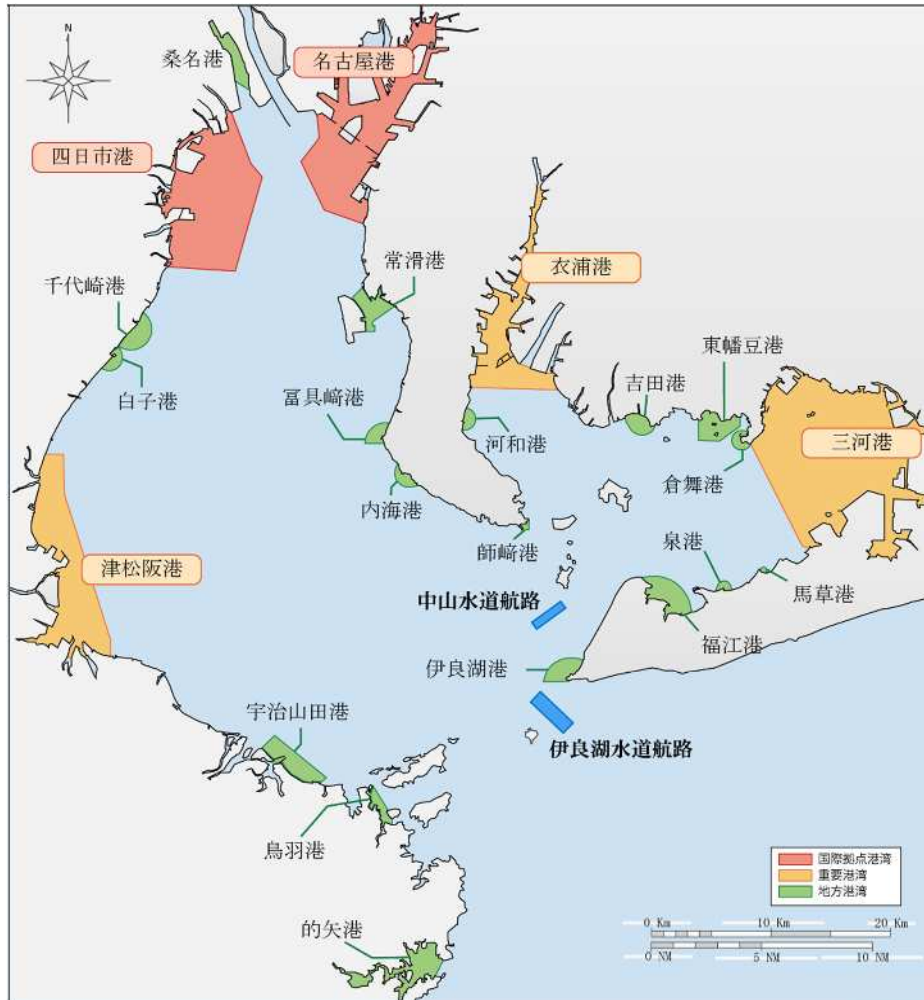 N
桑名港
名古屋港
四日市港
常滑港
衣浦港
千代崎港
東幡豆港
吉田港
白子港
冨具崎港
河和港
三河港
倉舞港
内海港
師崎港
泉港
津松阪港
馬草港
中山水道航路
福江港
伊良湖港
宇治山田港
伊良湖水道航路
鳥羽港
国際拠点港湾
重要港湾
地方港湾
0 Km 10 Km 20 Km
的矢港
0 NM 5 NM 10 NM